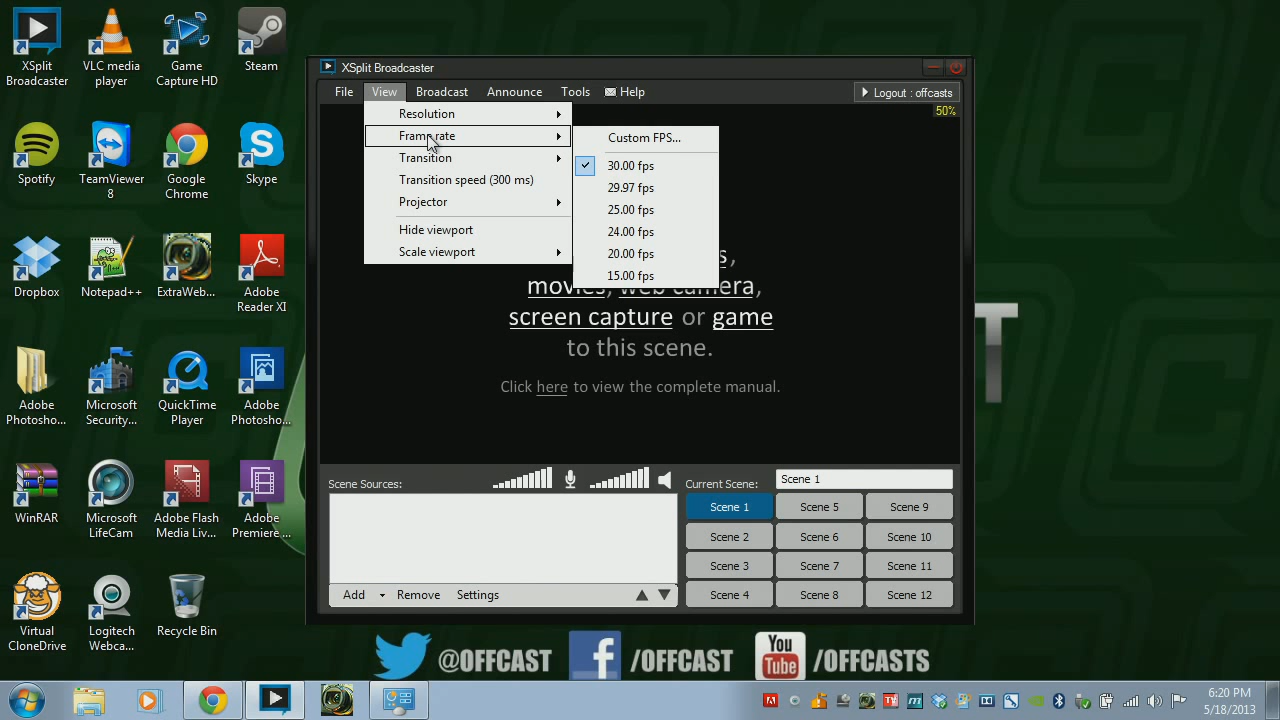 XSplit Broadcaster
VLC media player
Game Capture HD
Steam
Spotify
TeamViewer 8
Google Chrome
Skype
Dropbox
Notepad++
ExtraWeb...
Adobe Reader XI
Adobe Photosho...
Microsoft Security...
QuickTime Player
Adobe Photosho...
WinRAR
Microsoft LifeCam
Adobe Flash Media Liv...
Adobe Premiere ...
Virtual CloneDrive
Logitech Webca...
Recycle Bin
XSplit Broadcaster
File View Broadcast Announce Tools Help Logout : offcasts
50%
Resolution
Frame rate
Transition
Transition speed (300 ms)
Projector
Hide viewport
Scale viewport
Custom FPS...
30.00 fps
29.97 fps
25.00 fps
24.00 fps
20.00 fps
15.00 fps
s,
movies, web camera,
screen capture or game
to this scene.
Click here to view the complete manual.
Scene Sources:
Current Scene: Scene 1
Scene 1 Scene 5 Scene 9
Scene 2 Scene 6 Scene 10
Scene 3 Scene 7 Scene 11
Scene 4 Scene 8 Scene 12
Add Remove Settings
@OFFCAST /OFFCAST You Tube /OFFCASTS
6:20 PM
5/18/2013